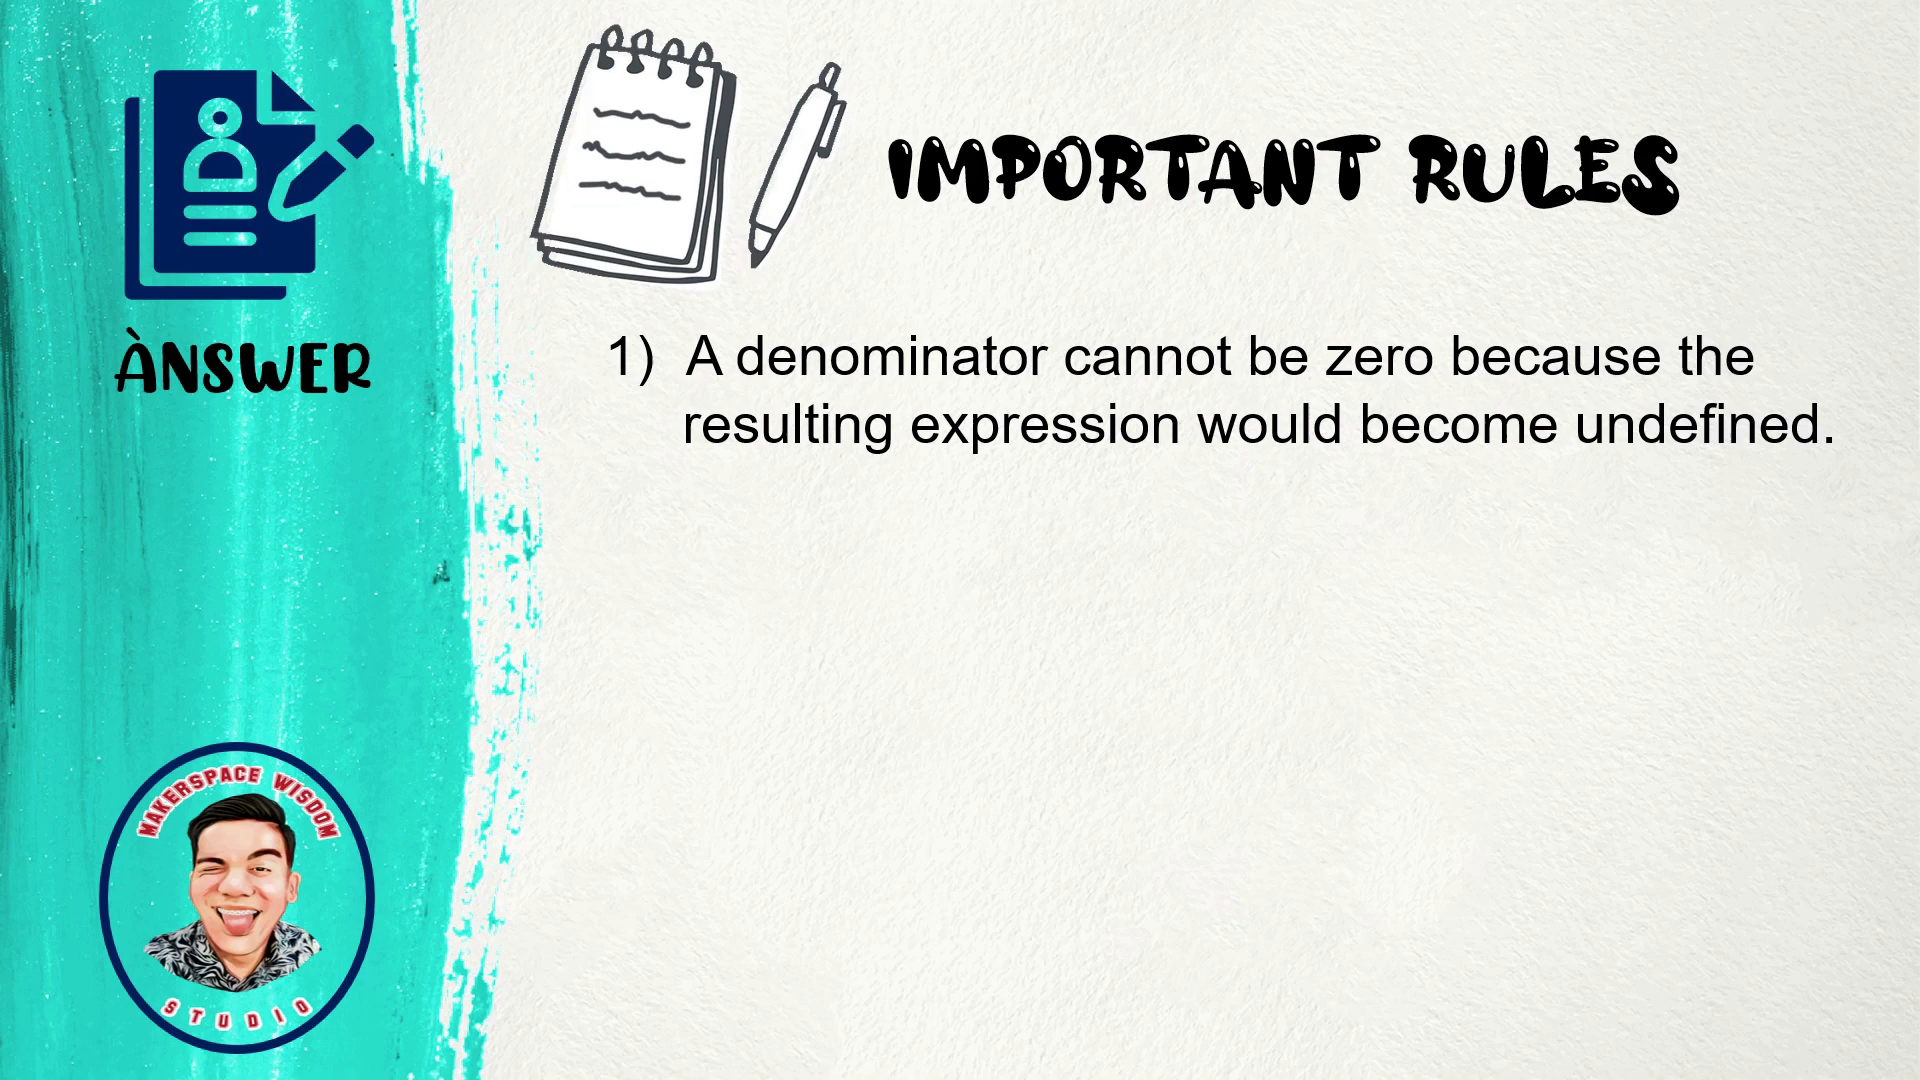 IMPORTANT RULES
ÀNSWER
1) A denominator cannot be zero because the
resulting expression would become undefined.
MAKERSPACE WISDOM
STUDIO